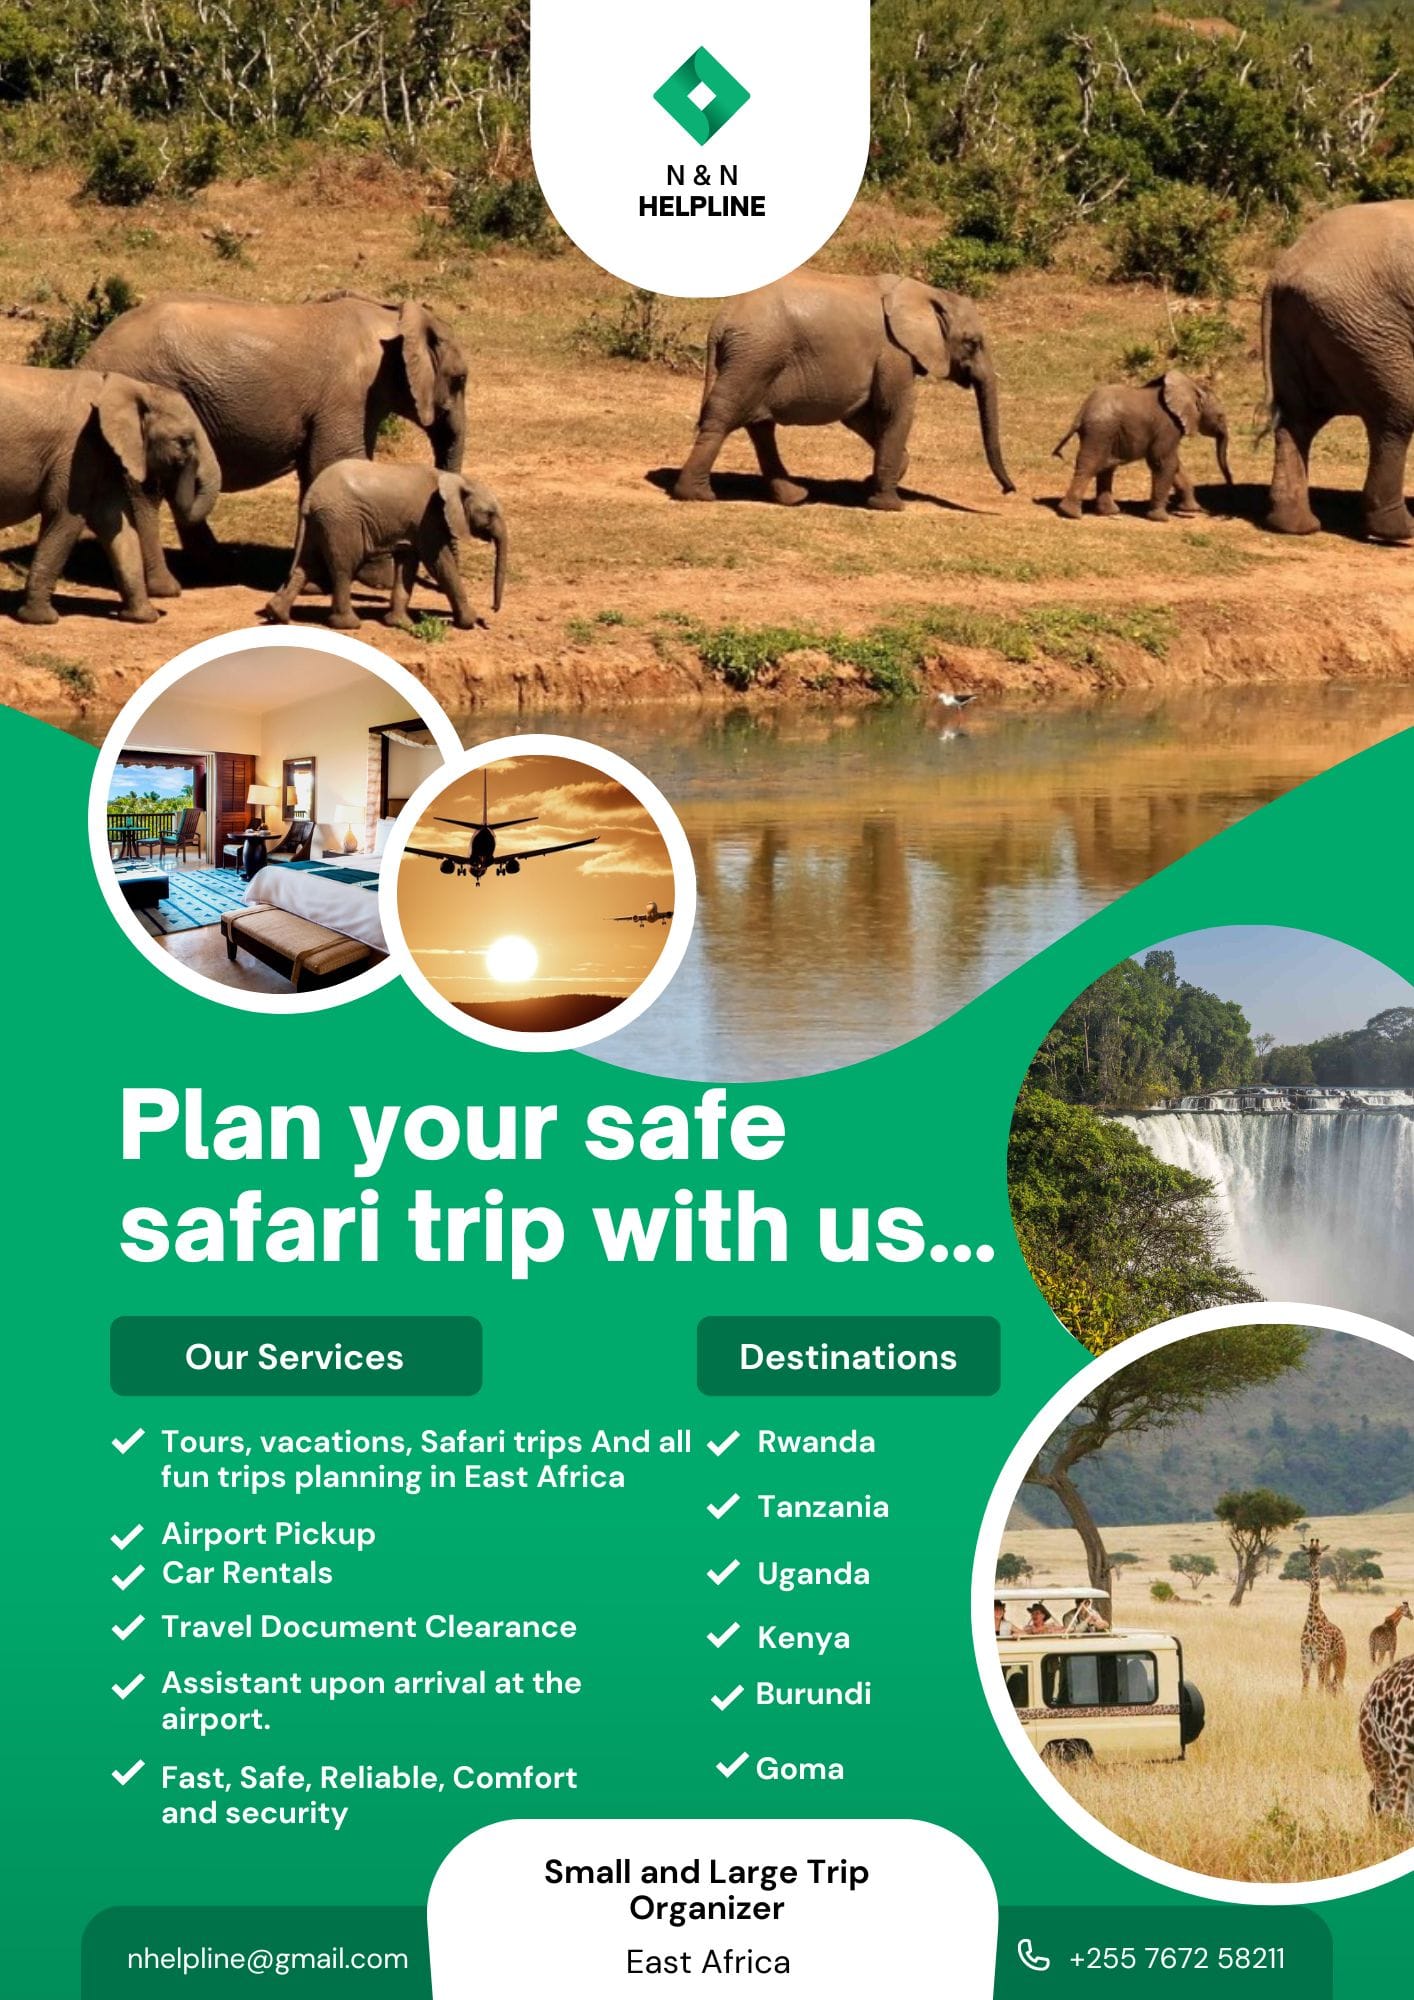 N & N
HELPLINE
Plan your safe
safari trip with us...
Our Services
Tours, vacations, Safari trips And all
fun trips planning in East Africa
Airport Pickup
Car Rentals
Travel Document Clearance
Assistant upon arrival at the
airport.
Fast, Safe, Reliable, Comfort
and security
Destinations
Rwanda
Tanzania
Uganda
Kenya
Burundi
Goma
Small and Large Trip
Organizer
East Africa
nhelpline@gmail.com
+255 7672 58211